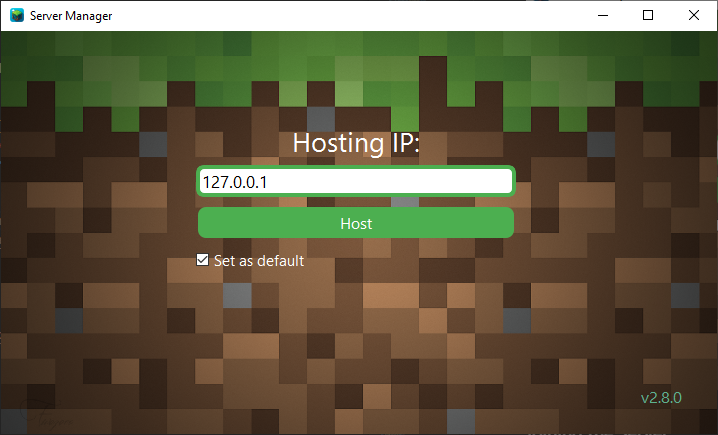 Server Manager
Hosting IP:
127.0.0.1
Host
Set as default
v2.8.0